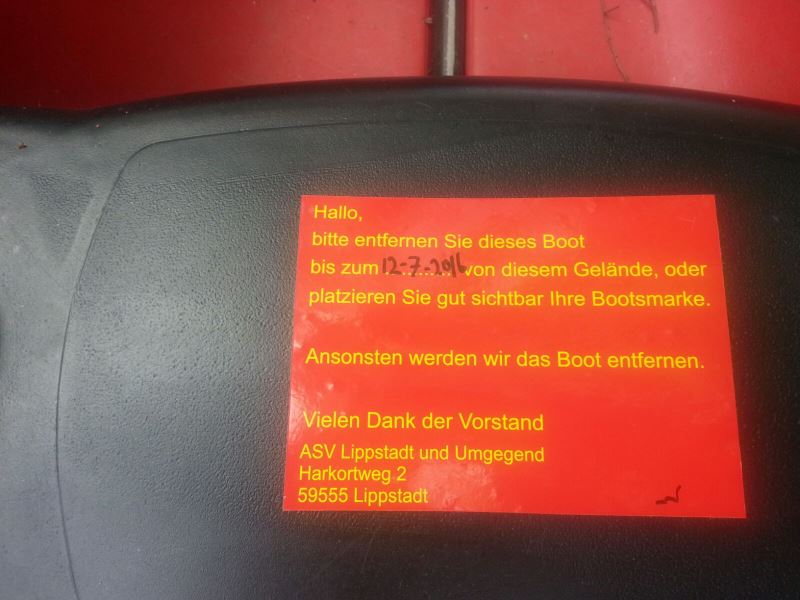 Hallo,
bitte entfernen Sie dieses Boot
bis zum 12-7-2016 von diesem Gelände, oder
platzieren Sie gut sichtbar Ihre Bootsmarke.
Ansonsten werden wir das Boot entfernen.
Vielen Dank der Vorstand
ASV Lippstadt und Umgegend
Harkortweg 2
59555 Lippstadt